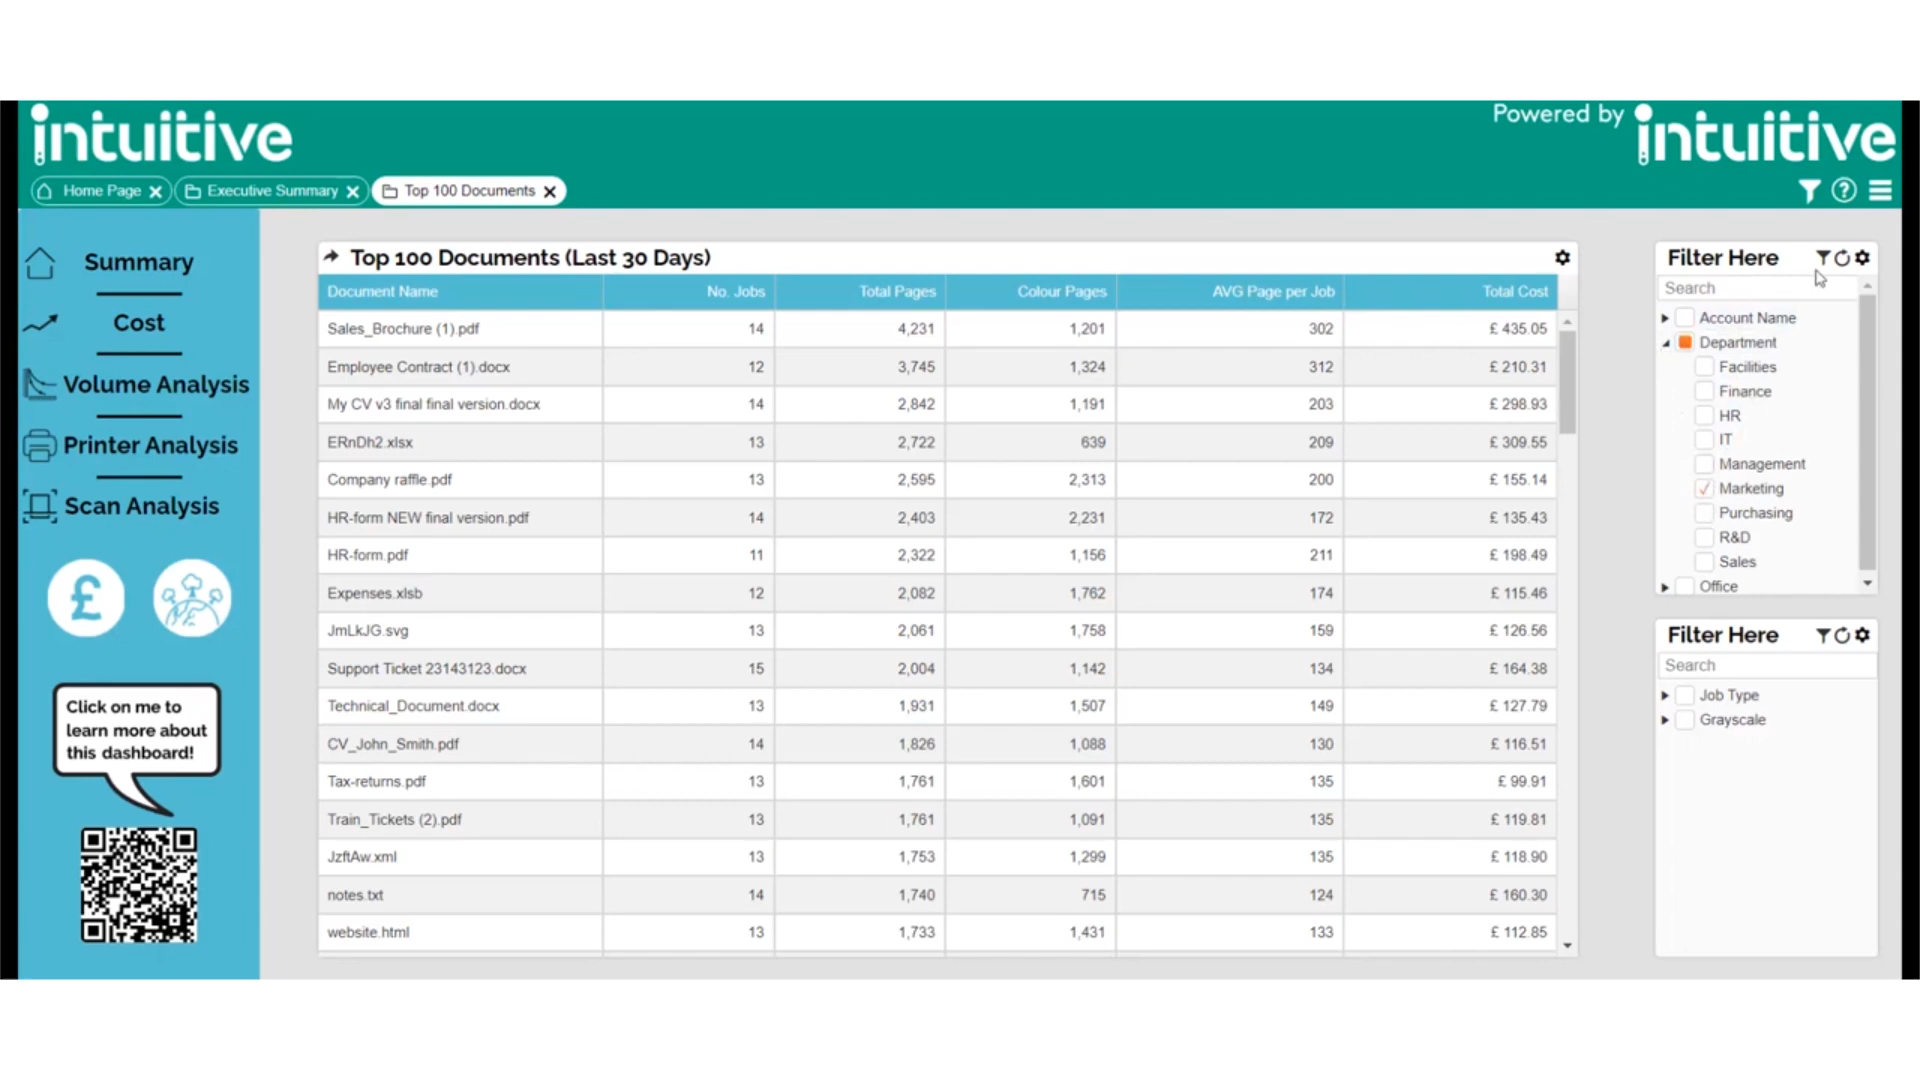 intuitive
Powered by intuitive
Home Page
Executive Summary
Top 100 Documents
Summary
Cost
Volume Analysis
Printer Analysis
Scan Analysis
£
Click on me to
learn more about
this dashboard!
Top 100 Documents (Last 30 Days)
Document Name No. Jobs Total Pages Colour Pages AVG Page per Job Total Cost
Sales_Brochure (1).pdf 14 4,231 1,201 302 £ 435.05
Employee Contract (1).docx 12 3,745 1,324 312 £ 210.31
My CV v3 final final version.docx 14 2,842 1,191 203 £ 298.93
ERnDh2.xlsx 13 2,722 639 209 £ 309.55
Company raffle.pdf 13 2,595 2,313 200 £ 155.14
HR-form NEW final version.pdf 14 2,403 2,231 172 £ 135.43
HR-form.pdf 11 2,322 1,156 211 £ 198.49
Expenses.xlsb 12 2,082 1,762 174 £ 115.46
JmLkJG.svg 13 2,061 1,758 159 £ 126.56
Support Ticket 23143123.docx 15 2,004 1,142 134 £ 164.38
Technical_Document.docx 13 1,931 1,507 149 £ 127.79
CV_John_Smith.pdf 14 1,826 1,088 130 £ 116.51
Tax-returns.pdf 13 1,761 1,601 135 £ 99.91
Train_Tickets (2).pdf 13 1,761 1,091 135 £ 119.81
JzftAw.xml 13 1,753 1,299 135 £ 118.90
notes.txt 14 1,740 715 124 £ 160.30
website.html 13 1,733 1,431 133 £ 112.85
Filter Here
Search
Account Name
Department
Facilities
Finance
HR
IT
Management
Marketing
Purchasing
R&D
Sales
Office
Filter Here
Search
Job Type
Grayscale